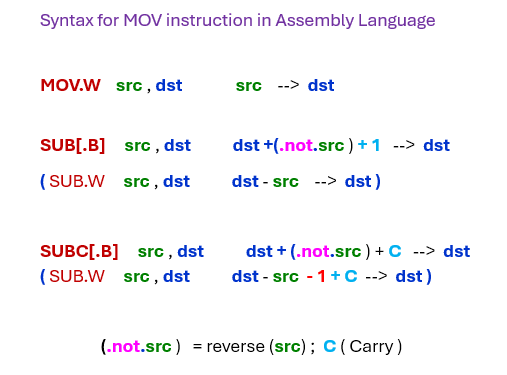 Syntax for MOV instruction in Assembly Language
MOV.W src , dst src --> dst
SUB[.B] src , dst dst +(.not.src ) + 1 --> dst
( SUB.W src , dst dst - src --> dst )
SUBC[.B] src , dst dst + (.not.src ) + C --> dst
( SUB.W src , dst dst - src - 1 + C --> dst )
(.not.src ) = reverse (src) ; C ( Carry )